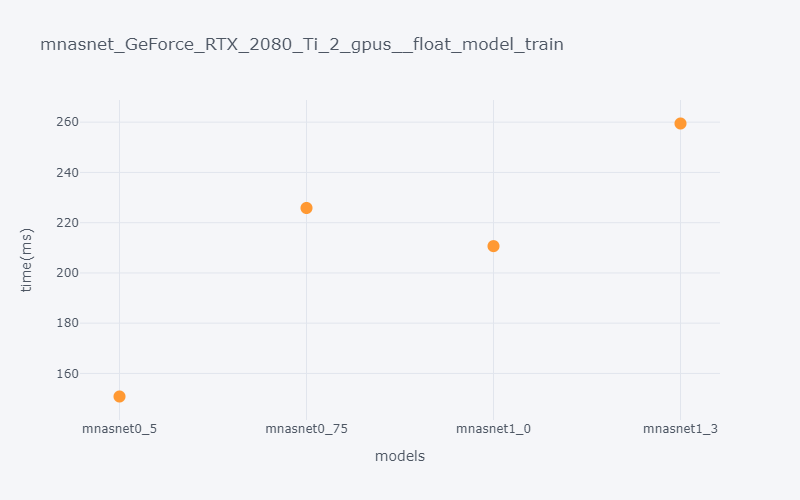 mnasnet_GeForce_RTX_2080_Ti_2_gpus__float_model_train
260
240
220
200
180
160
time(ms)
mnasnet0_5
mnasnet0_75
mnasnet1_0
mnasnet1_3
models